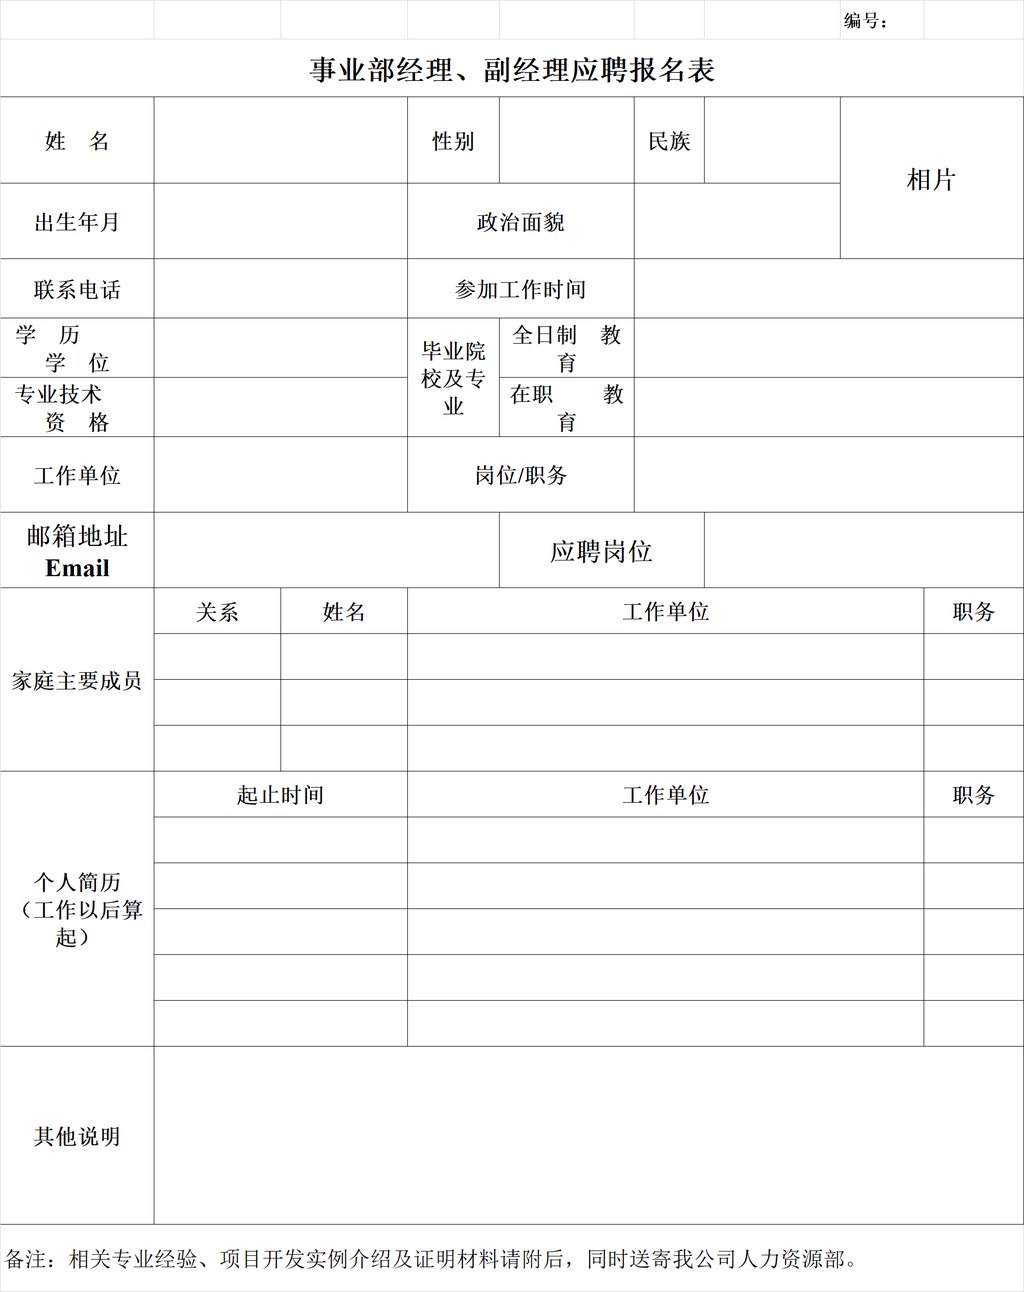 编号：
事业部经理、副经理应聘报名表
姓　名
性别
民族
相片
出生年月
政治面貌
联系电话
参加工作时间
学　历
学　位
毕业院
校及专
业
全日制　教
育
专业技术
资　格
在职　　教
育
工作单位
岗位/职务
邮箱地址
Email
应聘岗位
家庭主要成员
关系
姓名
工作单位
职务
个人简历
（工作以后算
起）
起止时间
工作单位
职务
其他说明
备注：相关专业经验、项目开发实例介绍及证明材料请附后，同时送寄我公司人力资源部。